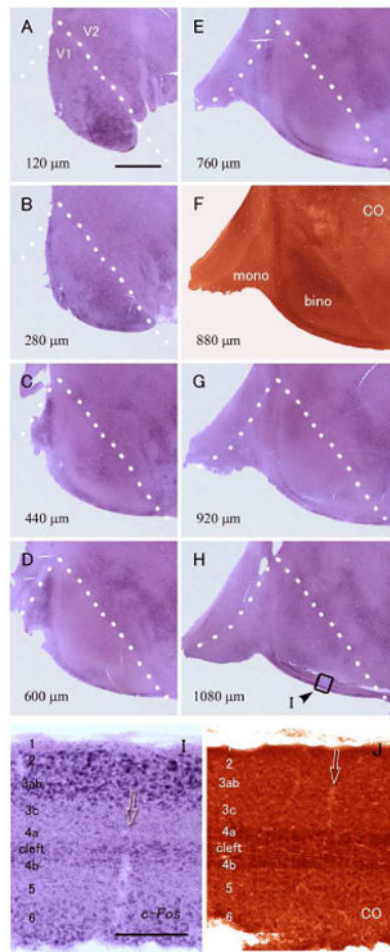 A
V1
V2
120 µm
B
280 µm
C
440 µm
D
600 µm
E
760 µm
F
CO
mono
bino
880 µm
G
920 µm
H
I
1080 µm
I
1
2
3ab
3c
4a
cleft
4b
5
6
c-Fos
J
1
2
3ab
3c
4a
cleft
4b
5
6
CO